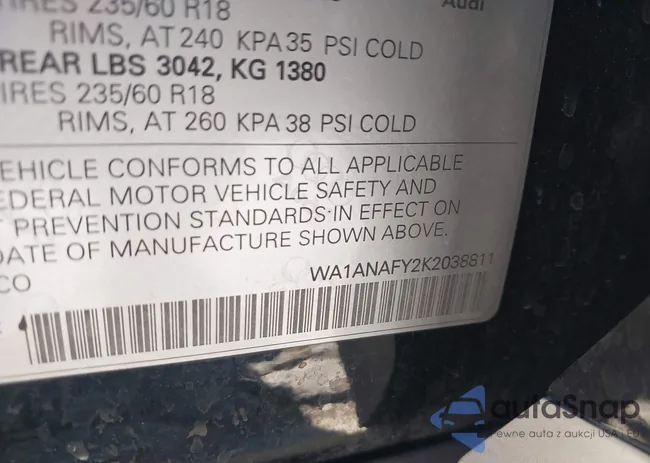 IRES 235/60 R18
Audi
RIMS, AT 240 KPA 35 PSI COLD
REAR LBS 3042, KG 1380
IRES 235/60 R18
RIMS, AT 260 KPA 38 PSI COLD
EHICLE CONFORMS TO ALL APPLICABLE
EDERAL MOTOR VEHICLE SAFETY AND
PREVENTION STANDARDS IN EFFECT ON
DATE OF MANUFACTURE SHOWN ABOVE.
CO
WA1ANAFY2K2038811
autaSnap
Pewne auta z aukcji USA i EU